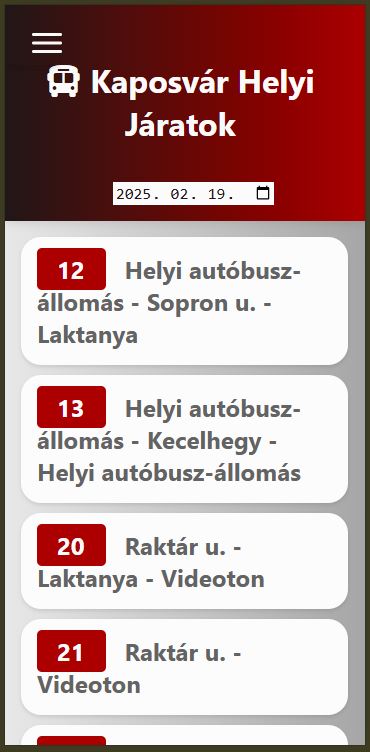 Kaposvár Helyi
Járatok
2025. 02. 19.
12 Helyi autóbusz-
állomás - Sopron u. -
Laktanya
13 Helyi autóbusz-
állomás - Kecelhegy -
Helyi autóbusz-állomás
20 Raktár u. -
Laktanya - Videoton
21 Raktár u. -
Videoton